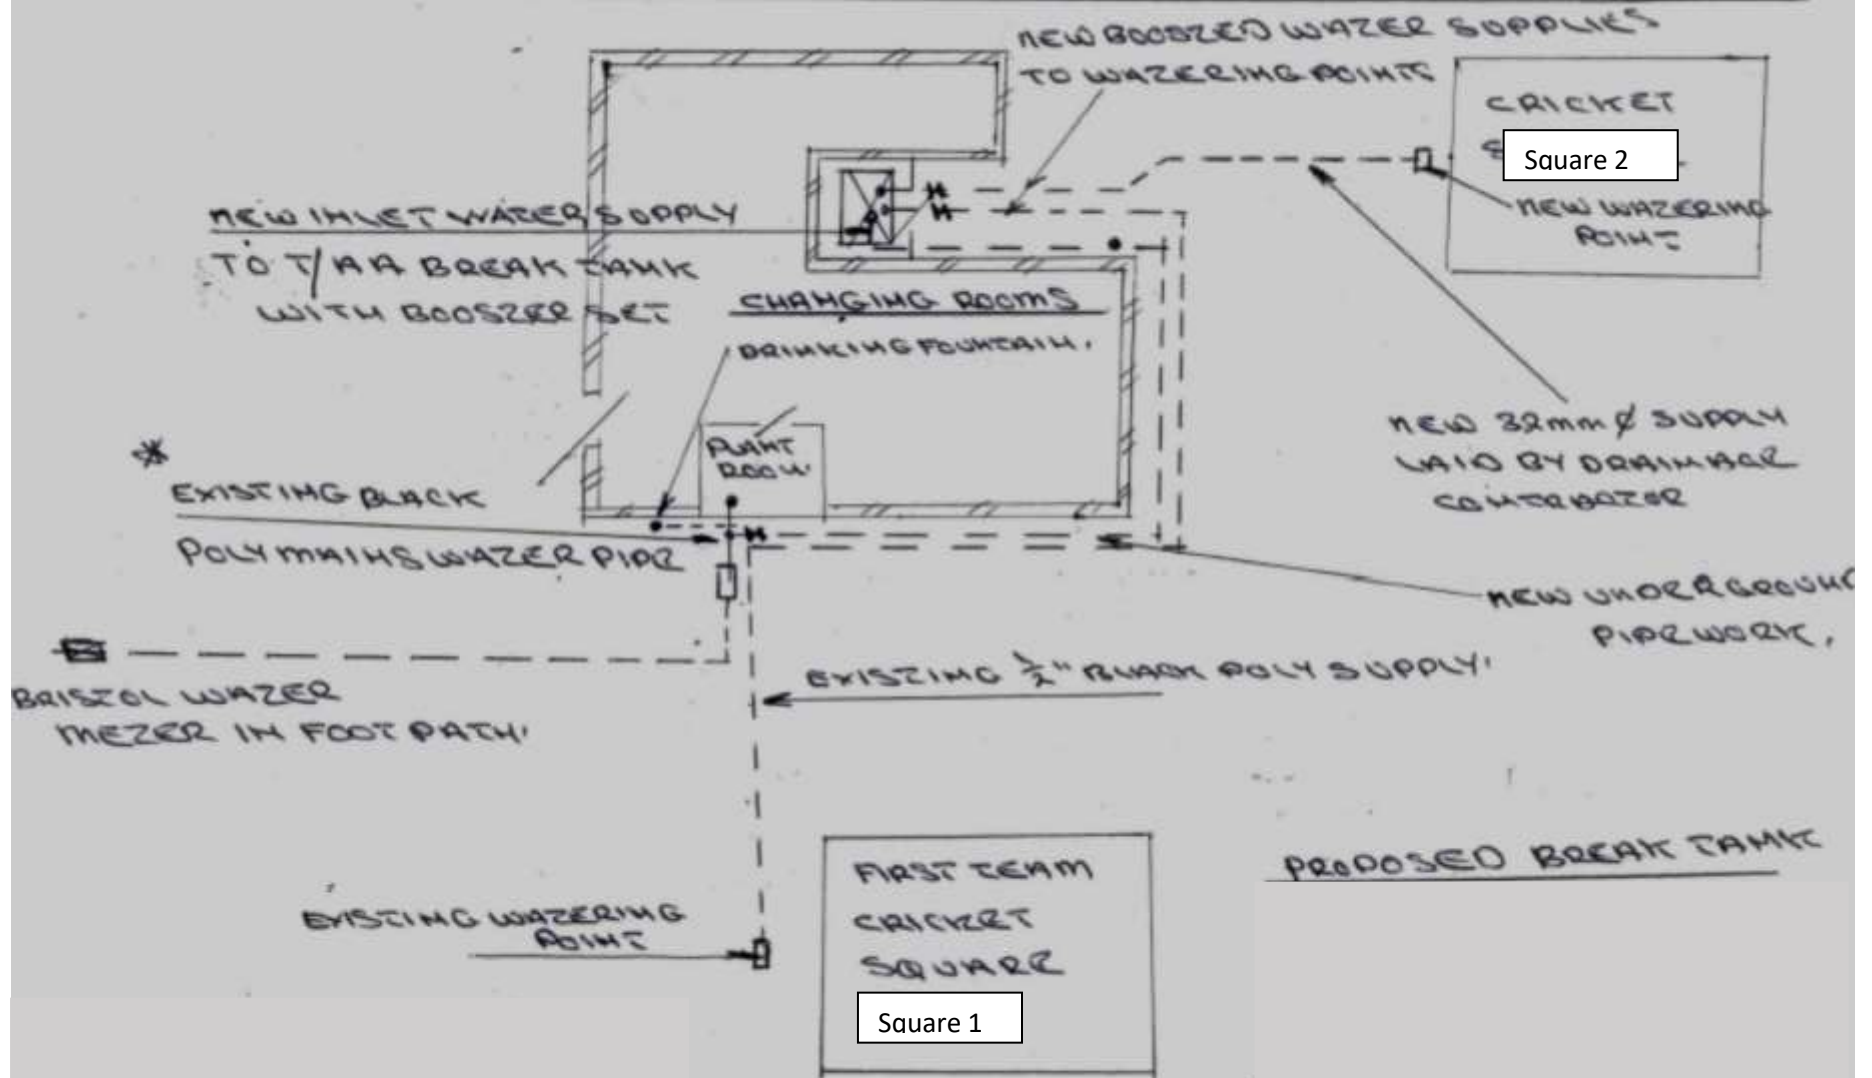 NEW BOOSTED WATER SUPPLIES
TO WATERING POINTS
CRICKET
Square 2
NEW WATERING
POINT
NEW INLET WATER SUPPLY
TO T/AA BREAK TANK
WITH BOOSTER SET
CHANGING ROOMS
DRINKING FOUNTAIN.
PLANT
ROOM
*
EXISTING BLACK
POLY MAINS WATER PIPE
NEW 32mm Ø SUPPLY
LAID BY DRAINAGE
CONTRACTOR
NEW UNDERGROUND
PIPEWORK.
BRISTOL WATER
METER IN FOOT PATH.
EXISTING ½" BLACK POLY SUPPLY.
EXISTING WATERING
POINT
FIRST TEAM
CRICKET
SQUARE
Square 1
PROPOSED BREAK TANK